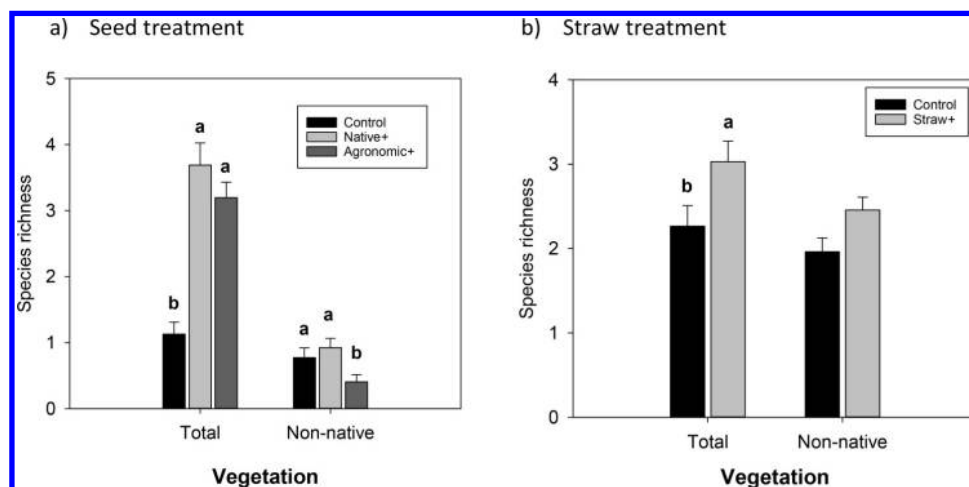 a) Seed treatment
5
4
3
2
1
0
Species richness
Control
Native+
Agronomic+
b
a
a
a
a
b
Total Non-native
Vegetation
b) Straw treatment
4
3
2
1
0
Species richness
Control
Straw+
b
a
Total Non-native
Vegetation